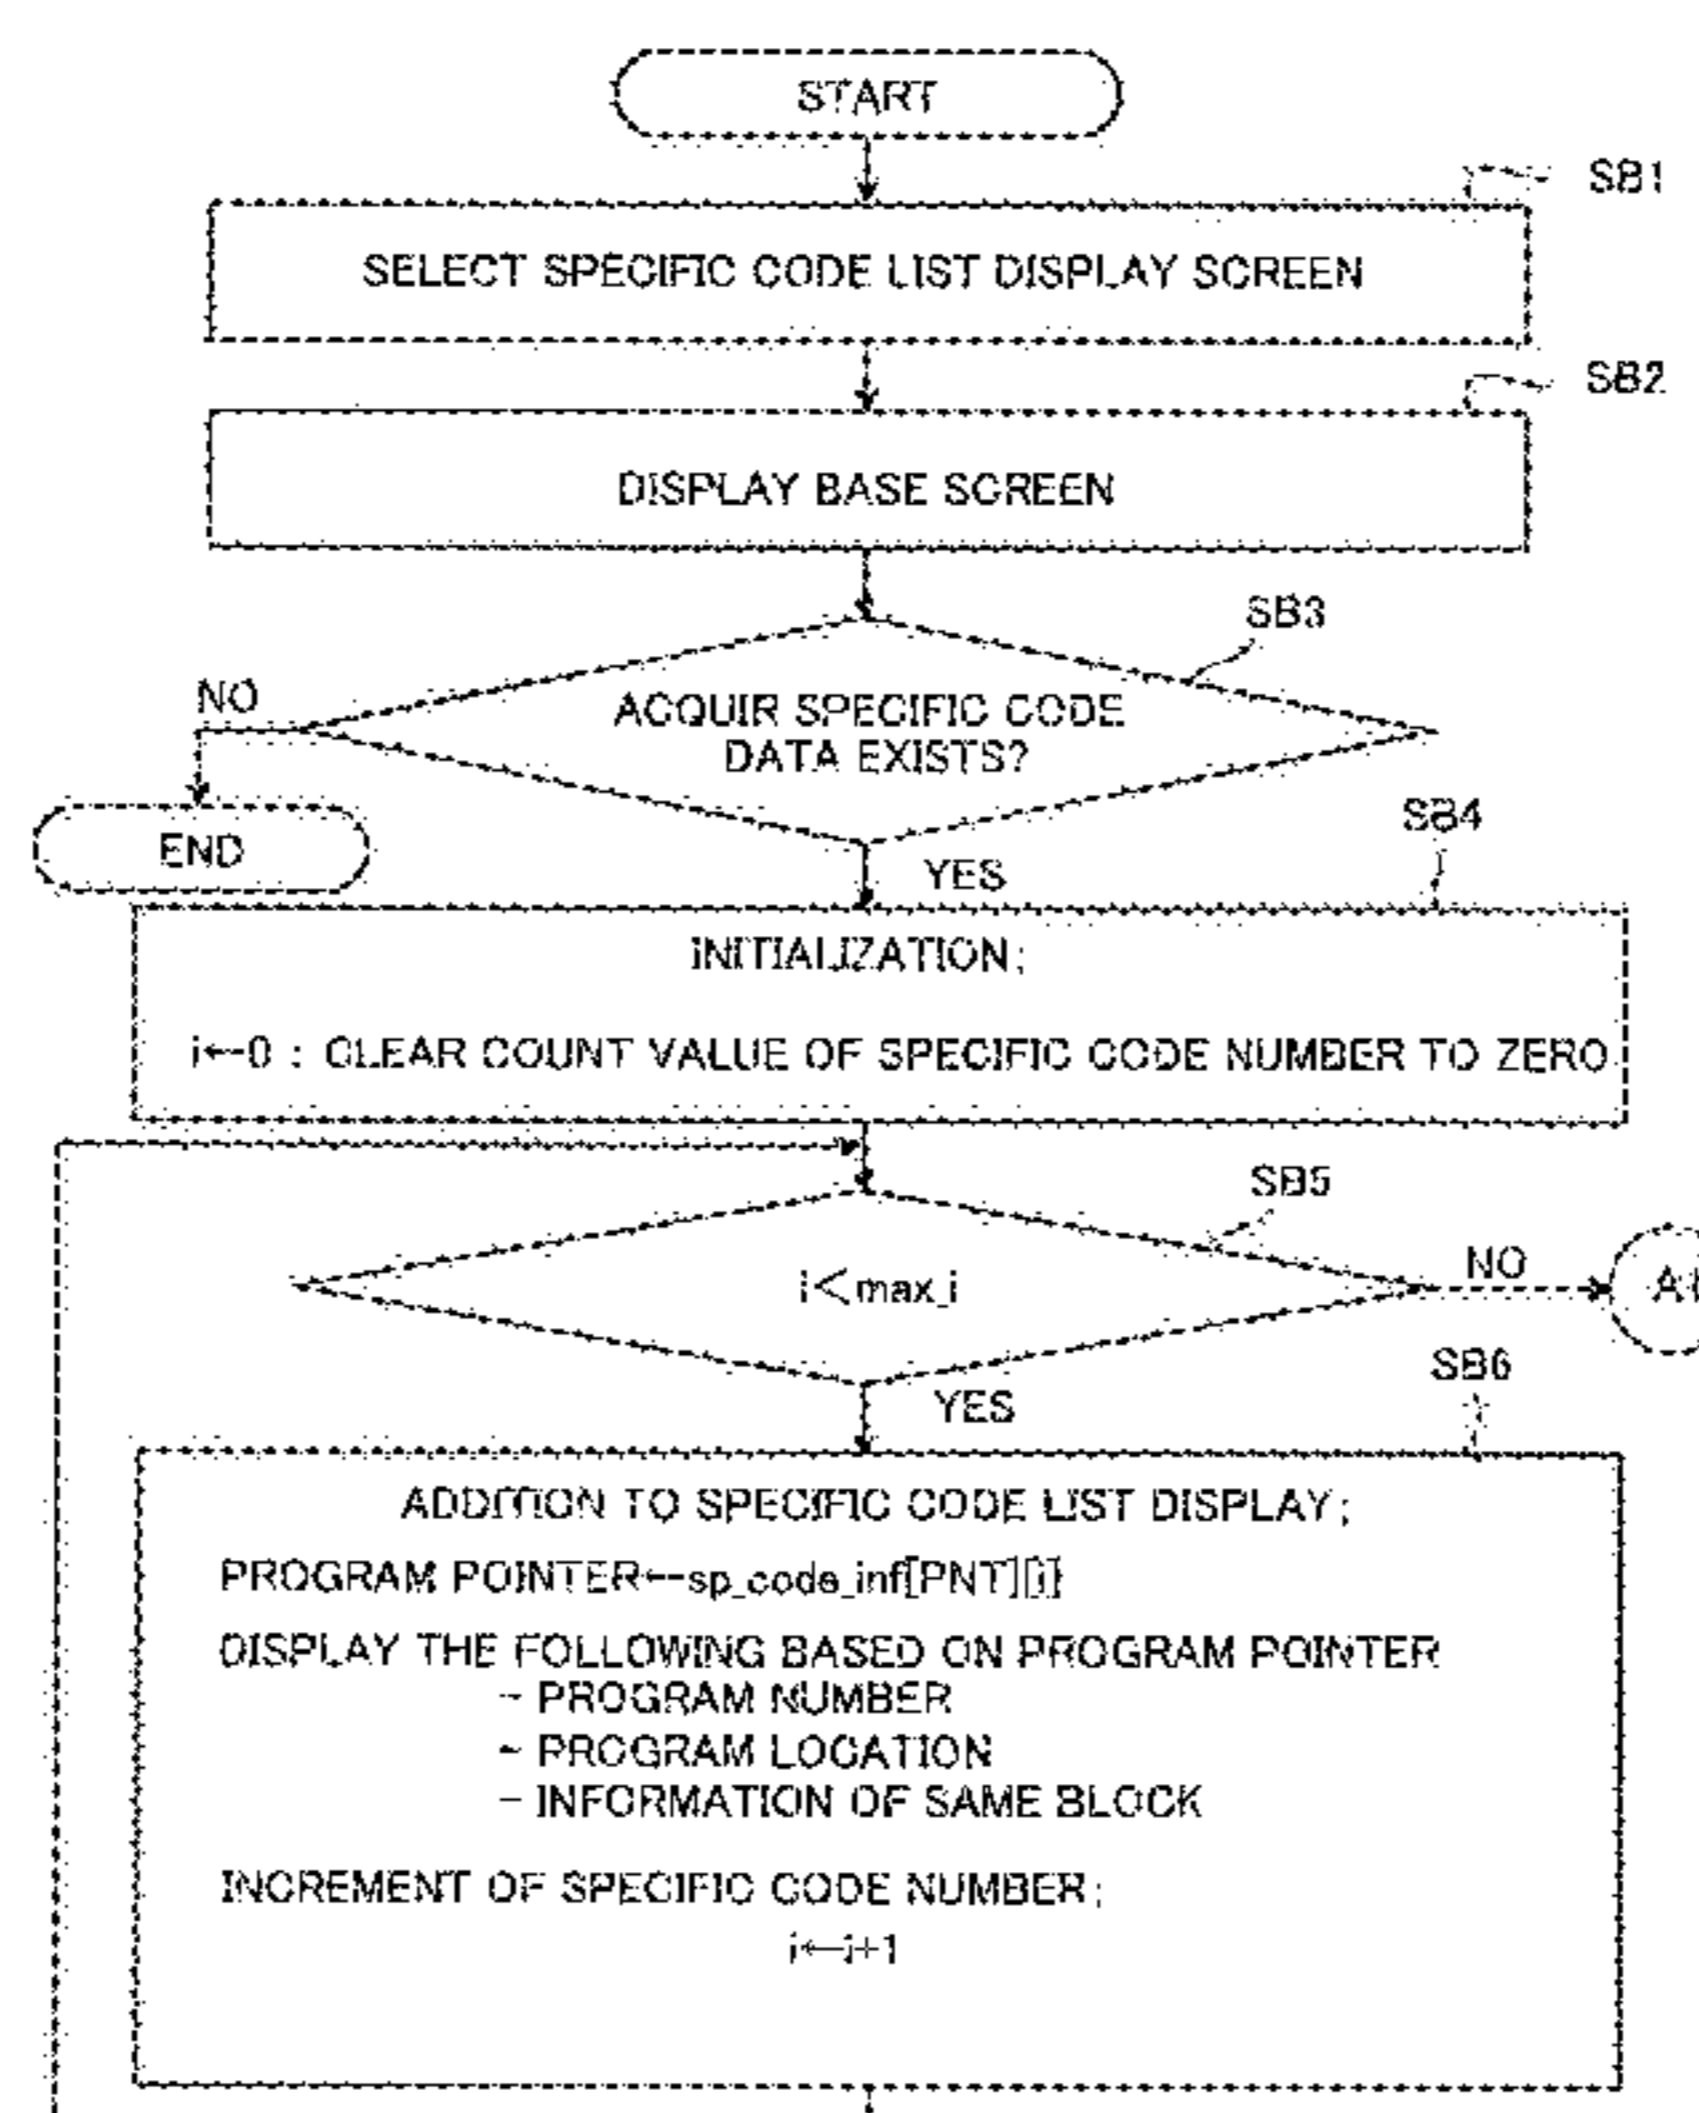 START
SB1
SELECT SPECIFIC CODE LIST DISPLAY SCREEN
SB2
DISPLAY BASE SCREEN
SB3
NO
ACQUIR SPECIFIC CODE
DATA EXISTS?
SB4
END
YES
INITIALIZATION;
i←0 : CLEAR COUNT VALUE OF SPECIFIC CODE NUMBER TO ZERO
SB5
i<max_i
NO
SB6
YES
ADDITION TO SPECIFIC CODE LIST DISPLAY;
PROGRAM POINTER←sp_code_inf[PNT][i]
DISPLAY THE FOLLOWING BASED ON PROGRAM POINTER
- PROGRAM NUMBER
- PROGRAM LOCATION
- INFORMATION OF SAME BLOCK
INCREMENT OF SPECIFIC CODE NUMBER;
i←i+1